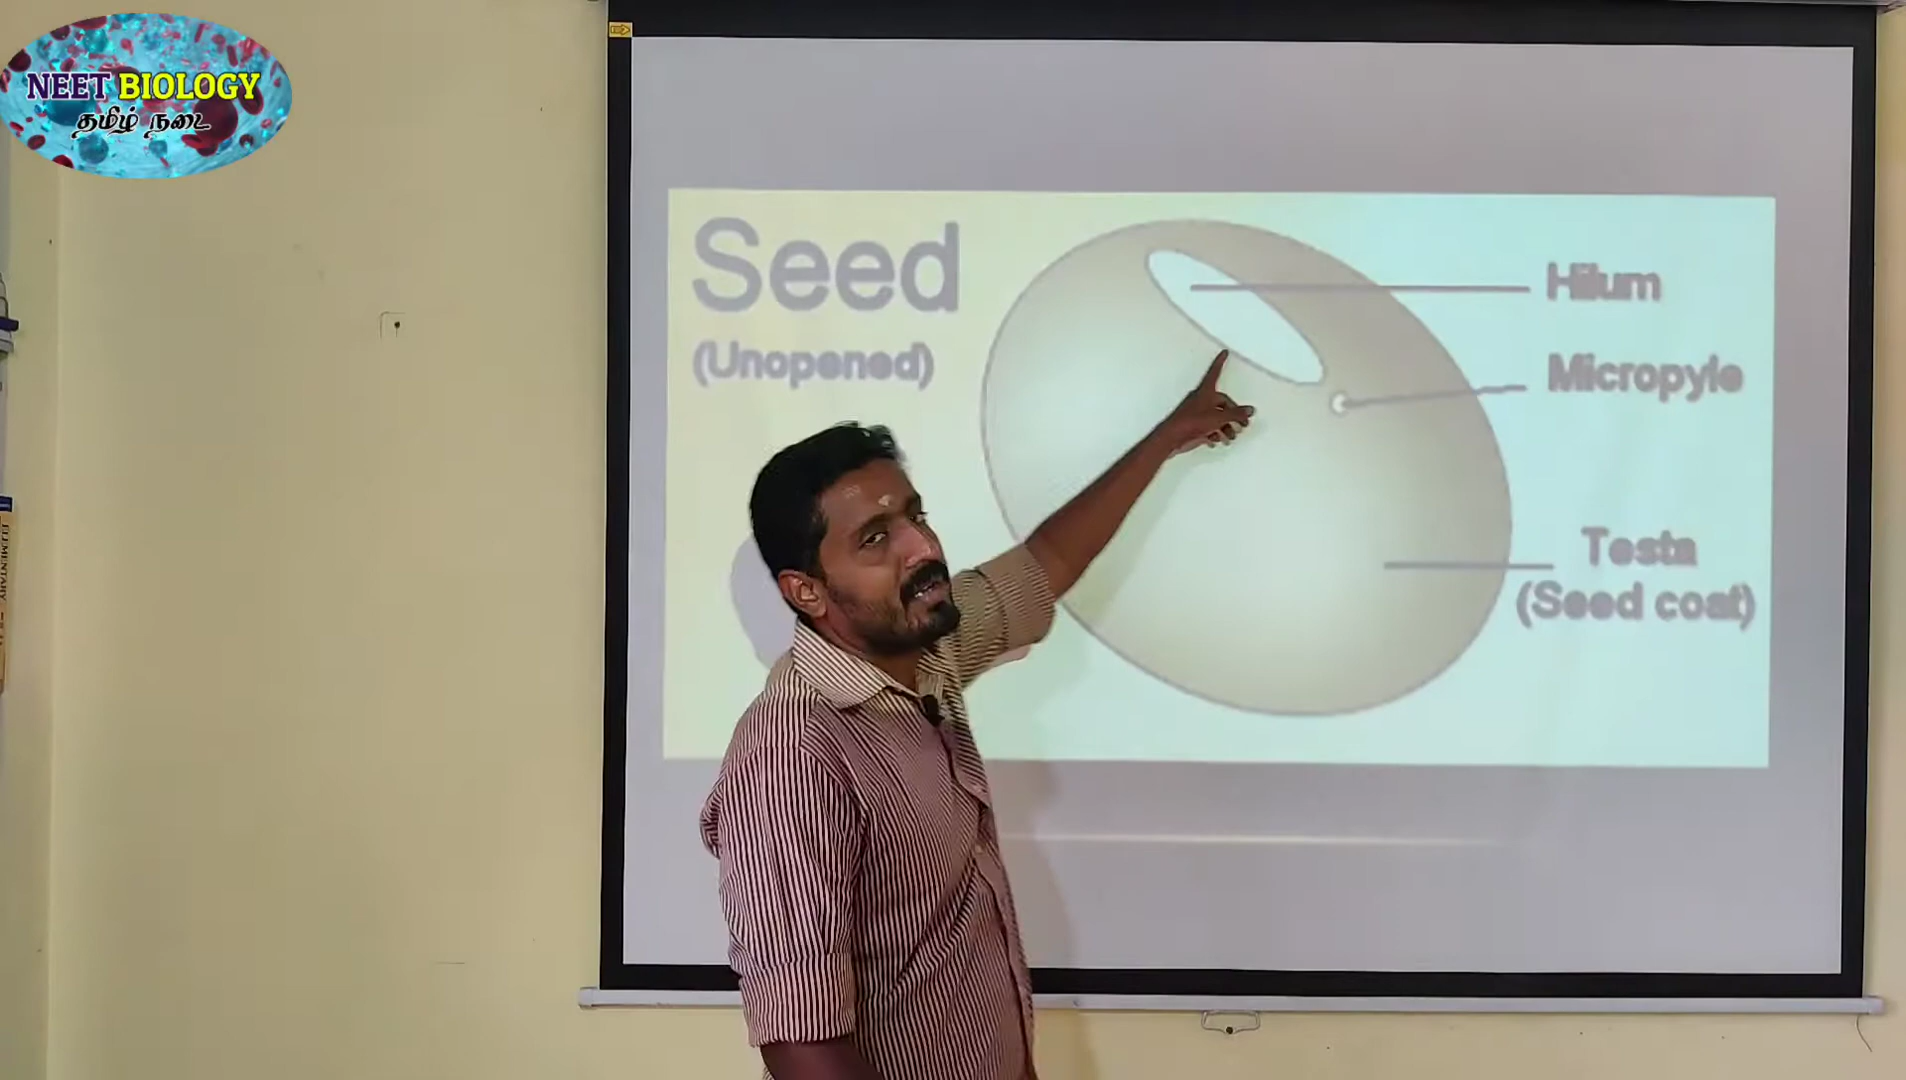 NEET BIOLOGY
தமிழ் நடை
Seed
(Unopened)
Hilum
Micropyle
Testa
(Seed coat)